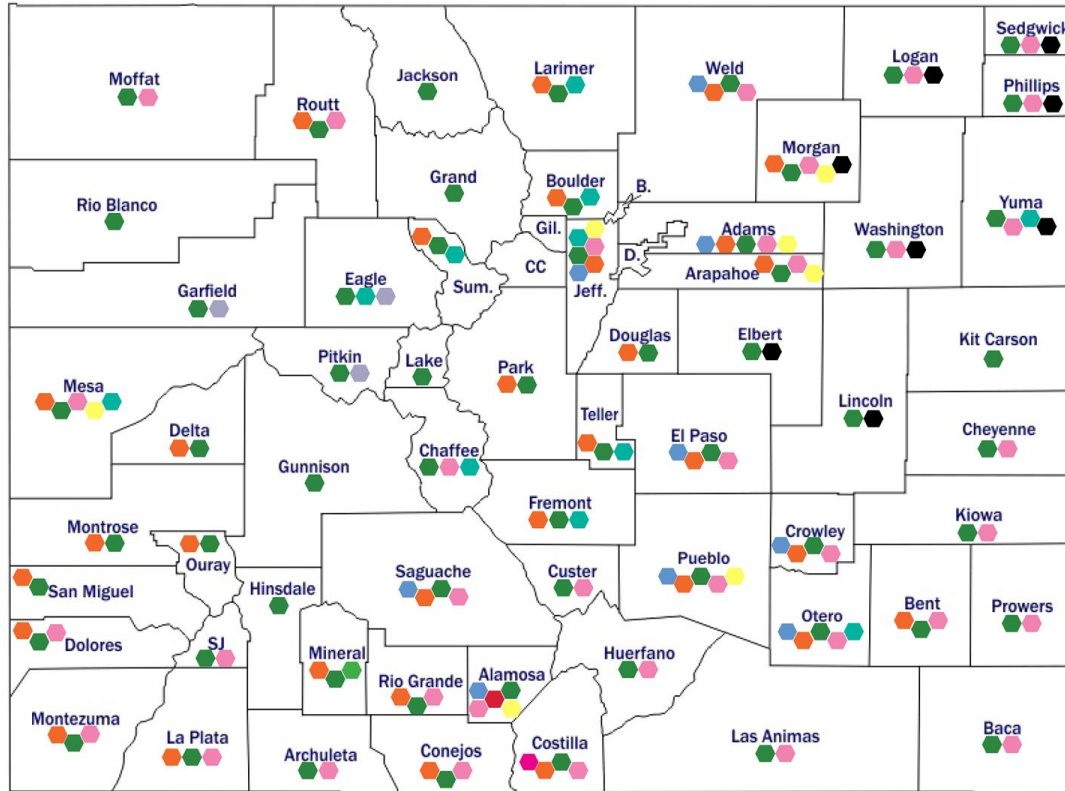 Sedgwick
Moffat
Jackson
Larimer
Weld
Logan
Phillips
Routt
Morgan
Grand
Boulder
B.
Rio Blanco
Yuma
Gil.
Adams
Washington
D.
CC
Arapahoe
Eagle
Sum.
Jeff.
Garfield
Douglas
Elbert
Kit Carson
Pitkin
Lake
Park
Mesa
Teller
Lincoln
Delta
Chaffee
El Paso
Cheyenne
Gunnison
Fremont
Montrose
Crowley
Kiowa
Ouray
Saguache
Custer
Pueblo
San Miguel
Hinsdale
Otero
Bent
Prowers
Dolores
SJ
Mineral
Rio Grande
Alamosa
Huerfano
Montezuma
La Plata
Archuleta
Conejos
Costilla
Las Animas
Baca